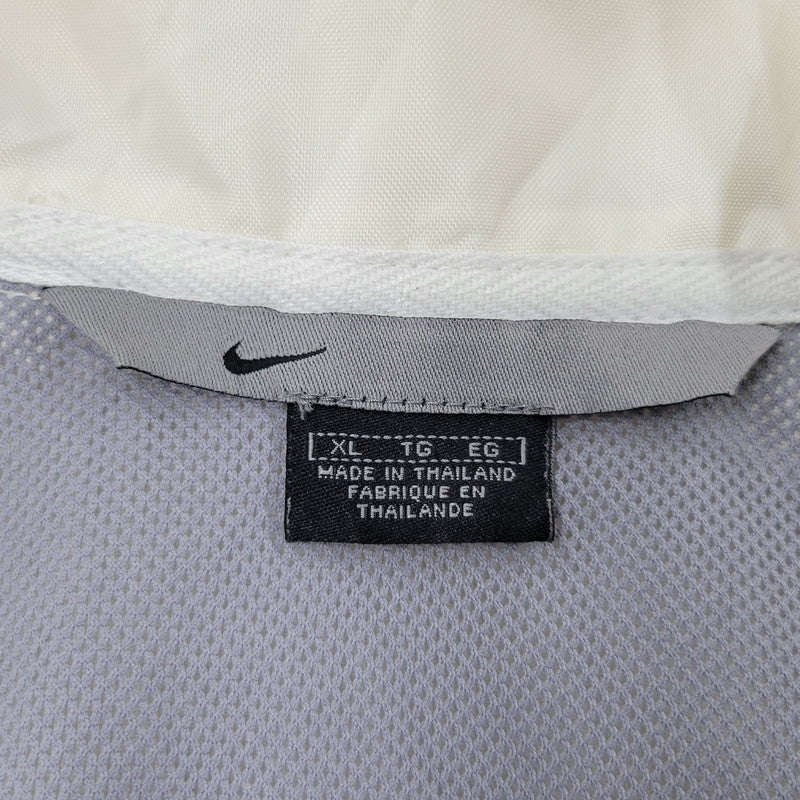 XL TG EG
MADE IN THAILAND
FABRIQUE EN
THAILANDE